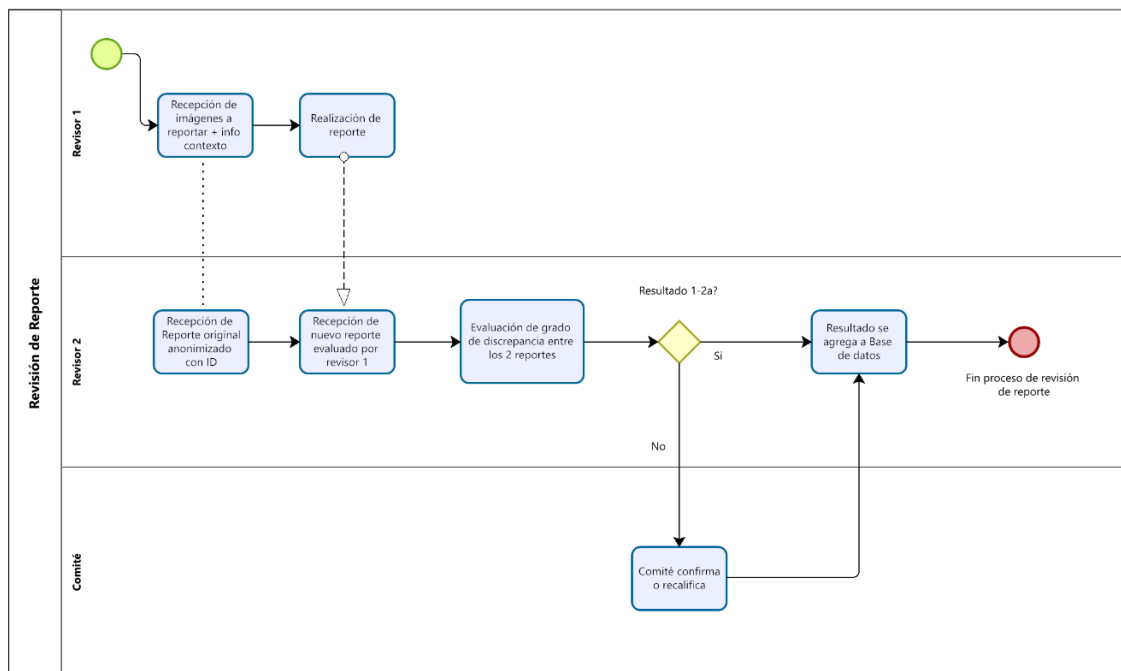 Revisión de Reporte
Revisor 1
Recepción de
imágenes a
reportar + info
contexto
Realización de
reporte
Revisor 2
Recepción de
Reporte original
anonimizado
con ID
Recepción de
nuevo reporte
evaluado por
revisor 1
Evaluación de grado
de discrepancia entre
los 2 reportes
Resultado 1-2a?
Si
No
Resultado se
agrega a Base
de datos
Fin proceso de revisión
de reporte
Comité
Comité confirma
o recalifica